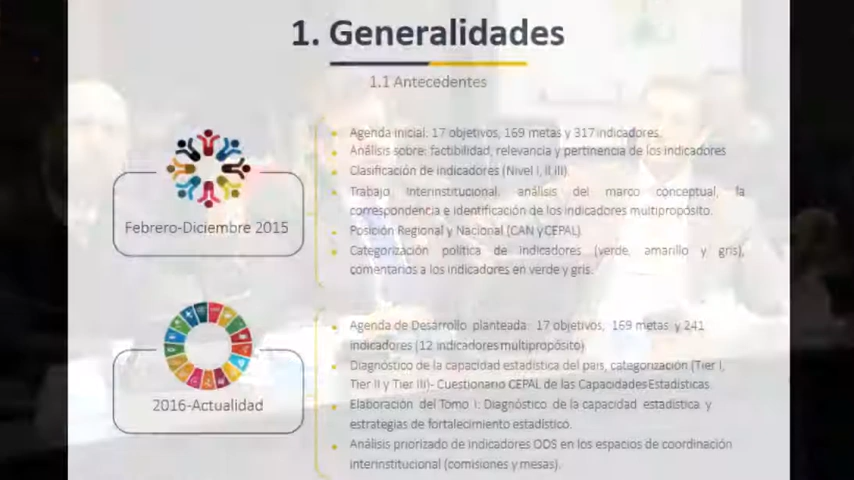 1. Generalidades
1.1 Antecedentes
Febrero-Diciembre 2015
Agenda inicial: 17 objetivos, 169 metas y 317 indicadores.
Análisis sobre: factibilidad, relevancia y pertinencia de los indicadores
Clasificación de indicadores (Nivel I, II III).
Trabajo Interinstitucional: análisis del marco conceptual, la
correspondencia e identificación de los indicadores multipropósito.
Posición Regional y Nacional (CAN y CEPAL)
Categorización política de indicadores (verde, amarillo y gris),
comentarios a los indicadores en verde y gris.
2016-Actualidad
Agenda de Desarrollo planteada: 17 objetivos, 169 metas y 241
indicadores (12 indicadores multipropósito)
Diagnóstico de la capacidad estadística del país, categorización (Tier I,
Tier II y Tier III)- Cuestionario CEPAL de las Capacidades Estadísticas
Elaboración del Tomo I: Diagnóstico de la capacidad estadística y
estrategias de fortalecimiento estadístico.
Análisis priorizado de indicadores ODS en los espacios de coordinación
interinstitucional (comisiones y mesas).